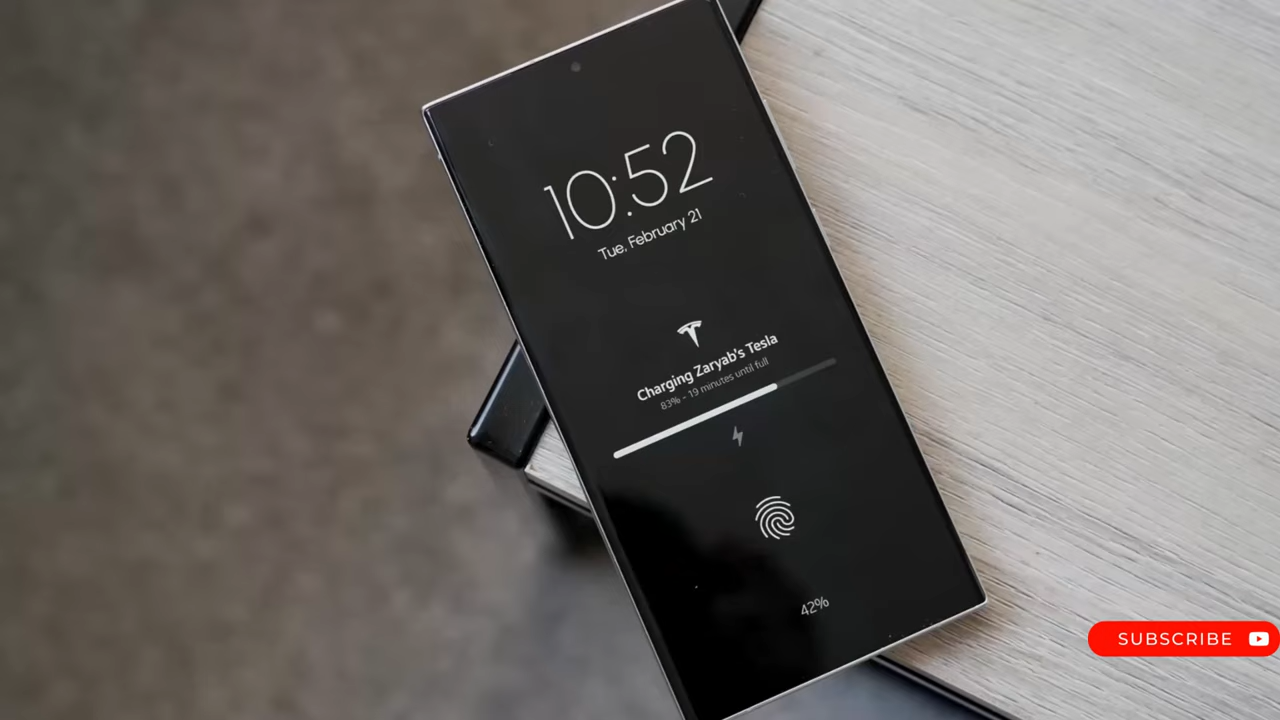 10:52
Tue, February 21
Charging Zaryab's Tesla
83% - 19 minutes until full
42%
SUBSCRIBE